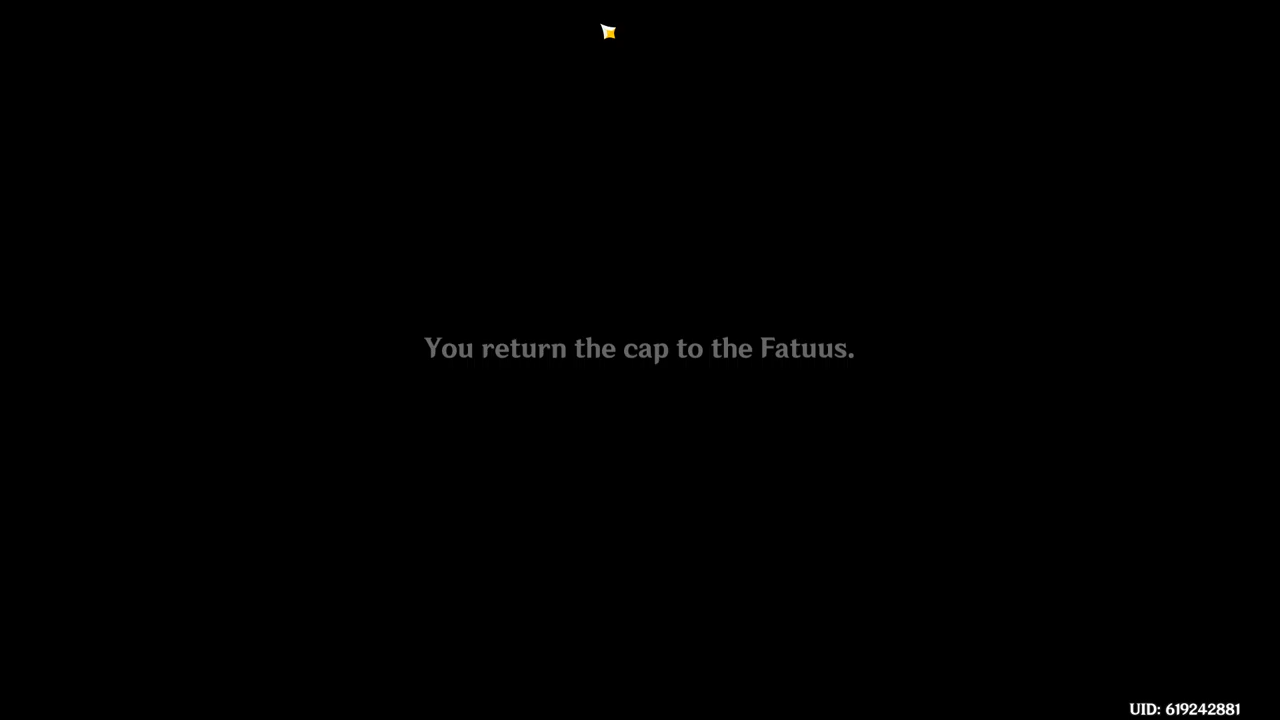 You return the cap to the Fatuus.
UID: 619242881